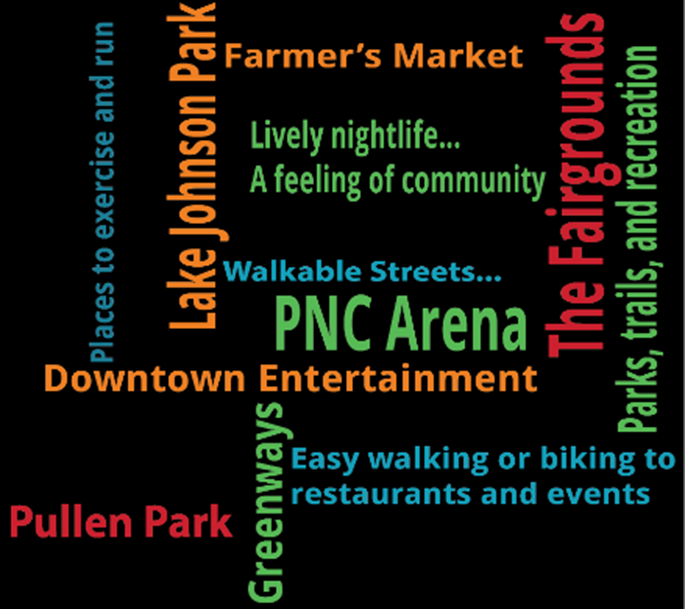 Places to exercise and run
Lake Johnson Park
Farmer's Market
Lively nightlife...
A feeling of community
The Fairgrounds
Parks, trails, and recreation
Walkable Streets...
PNC Arena
Downtown Entertainment
Greenways
Easy walking or biking to
restaurants and events
Pullen Park